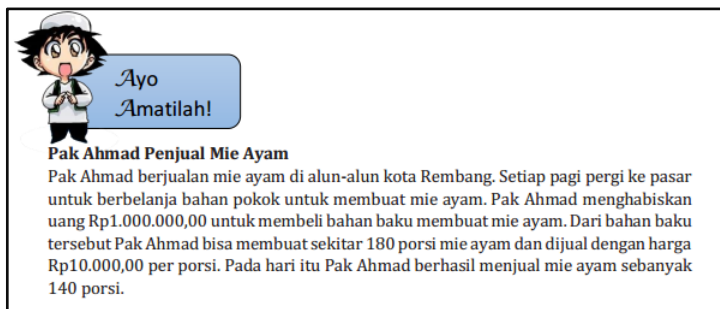 Ayo
Amatilah!
Pak Ahmad Penjual Mie Ayam
Pak Ahmad berjualan mie ayam di alun-alun kota Rembang. Setiap pagi pergi ke pasar
untuk berbelanja bahan pokok untuk membuat mie ayam. Pak Ahmad menghabiskan
uang Rp1.000.000,00 untuk membeli bahan baku membuat mie ayam. Dari bahan baku
tersebut Pak Ahmad bisa membuat sekitar 180 porsi mie ayam dan dijual dengan harga
Rp10.000,00 per porsi. Pada hari itu Pak Ahmad berhasil menjual mie ayam sebanyak
140 porsi.